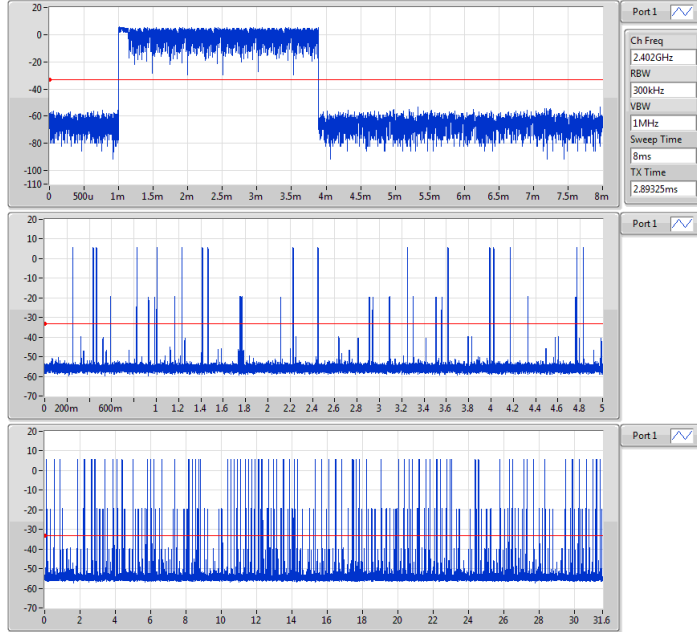 20-
0-
-20-
-40-
-60-
-80-
-100-
-110-
0 500u 1m 1.5m 2m 2.5m 3m 3.5m 4m 4.5m 5m 5.5m 6m 6.5m 7m 7.5m 8m
Port 1
Ch Freq
2.402GHz
RBW
300kHz
VBW
1MHz
Sweep Time
8ms
TX Time
2.89325ms
20-
10-
0-
-10-
-20-
-30-
-40-
-50-
-60-
-70-
0 200m 600m 1 1.2 1.4 1.6 1.8 2 2.2 2.4 2.6 2.8 3 3.2 3.4 3.6 3.8 4 4.2 4.4 4.6 4.8 5
Port 1
20-
10-
0-
-10-
-20-
-30-
-40-
-50-
-60-
-70-
0 2 4 6 8 10 12 14 16 18 20 22 24 26 28 30 31.6
Port 1